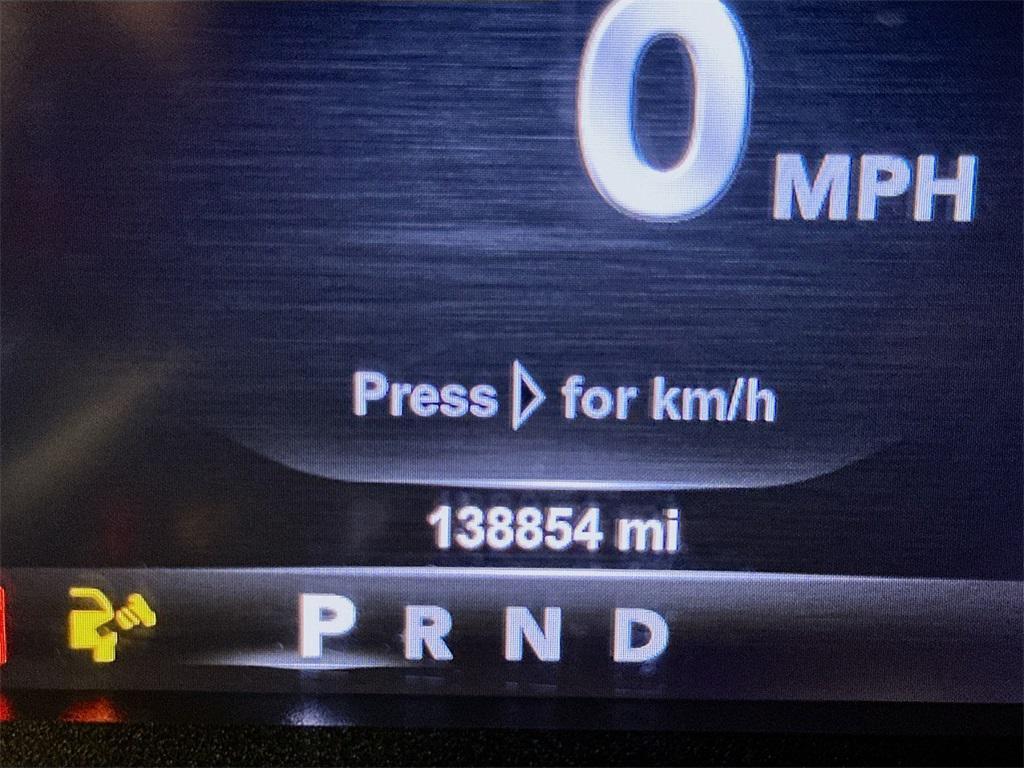 0 MPH
Press for km/h
138854 mi
P R N D